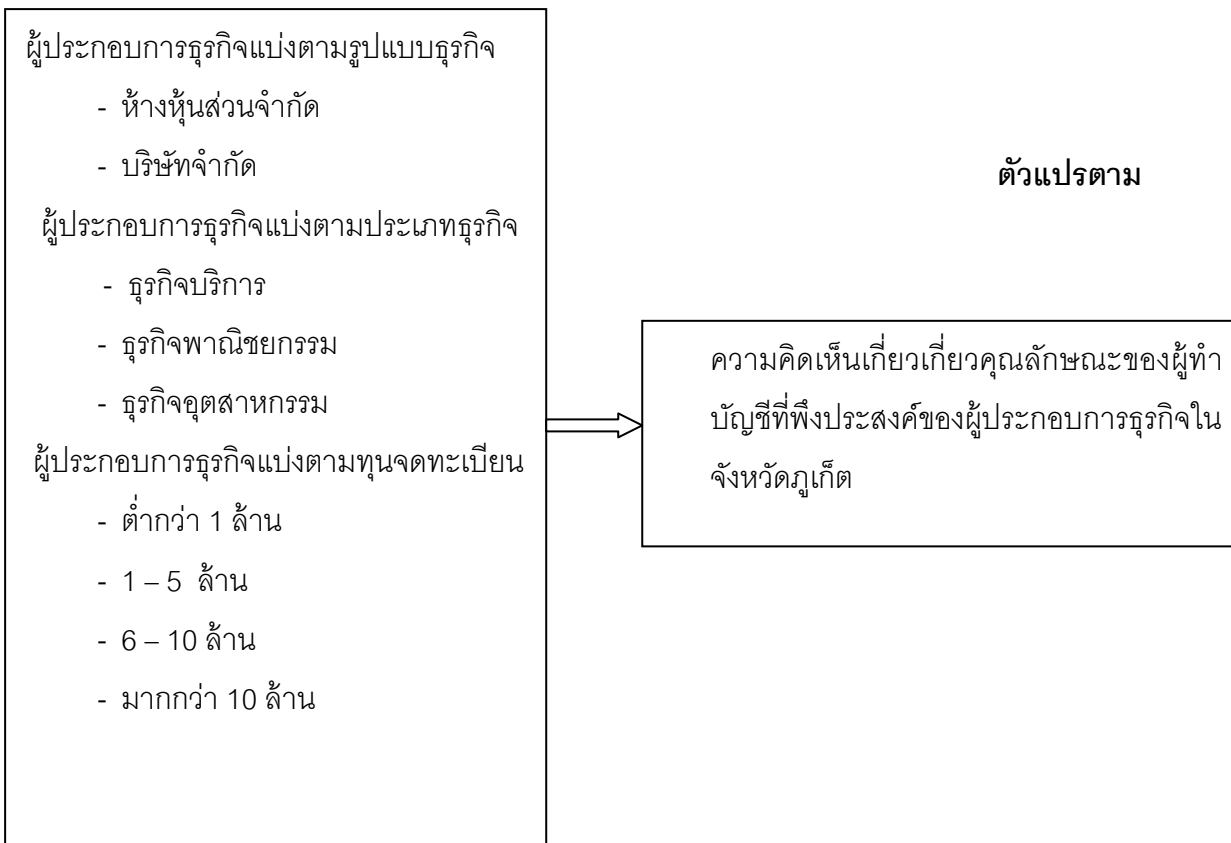 ผู้ประกอบการธุรกิจแบ่งตามรูปแบบธุรกิจ
- ห้างหุ้นส่วนจำกัด
- บริษัทจำกัด
ผู้ประกอบการธุรกิจแบ่งตามประเภทธุรกิจ
- ธุรกิจบริการ
- ธุรกิจพาณิชยกรรม
- ธุรกิจอุตสาหกรรม
ผู้ประกอบการธุรกิจแบ่งตามทุนจดทะเบียน
- ต่ำกว่า 1 ล้าน
- 1 – 5 ล้าน
- 6 – 10 ล้าน
- มากกว่า 10 ล้าน
ตัวแปรตาม
ความคิดเห็นเกี่ยวเกี่ยวคุณลักษณะของผู้ทำ
บัญชีที่พึงประสงค์ของผู้ประกอบการธุรกิจใน
จังหวัดภูเก็ต